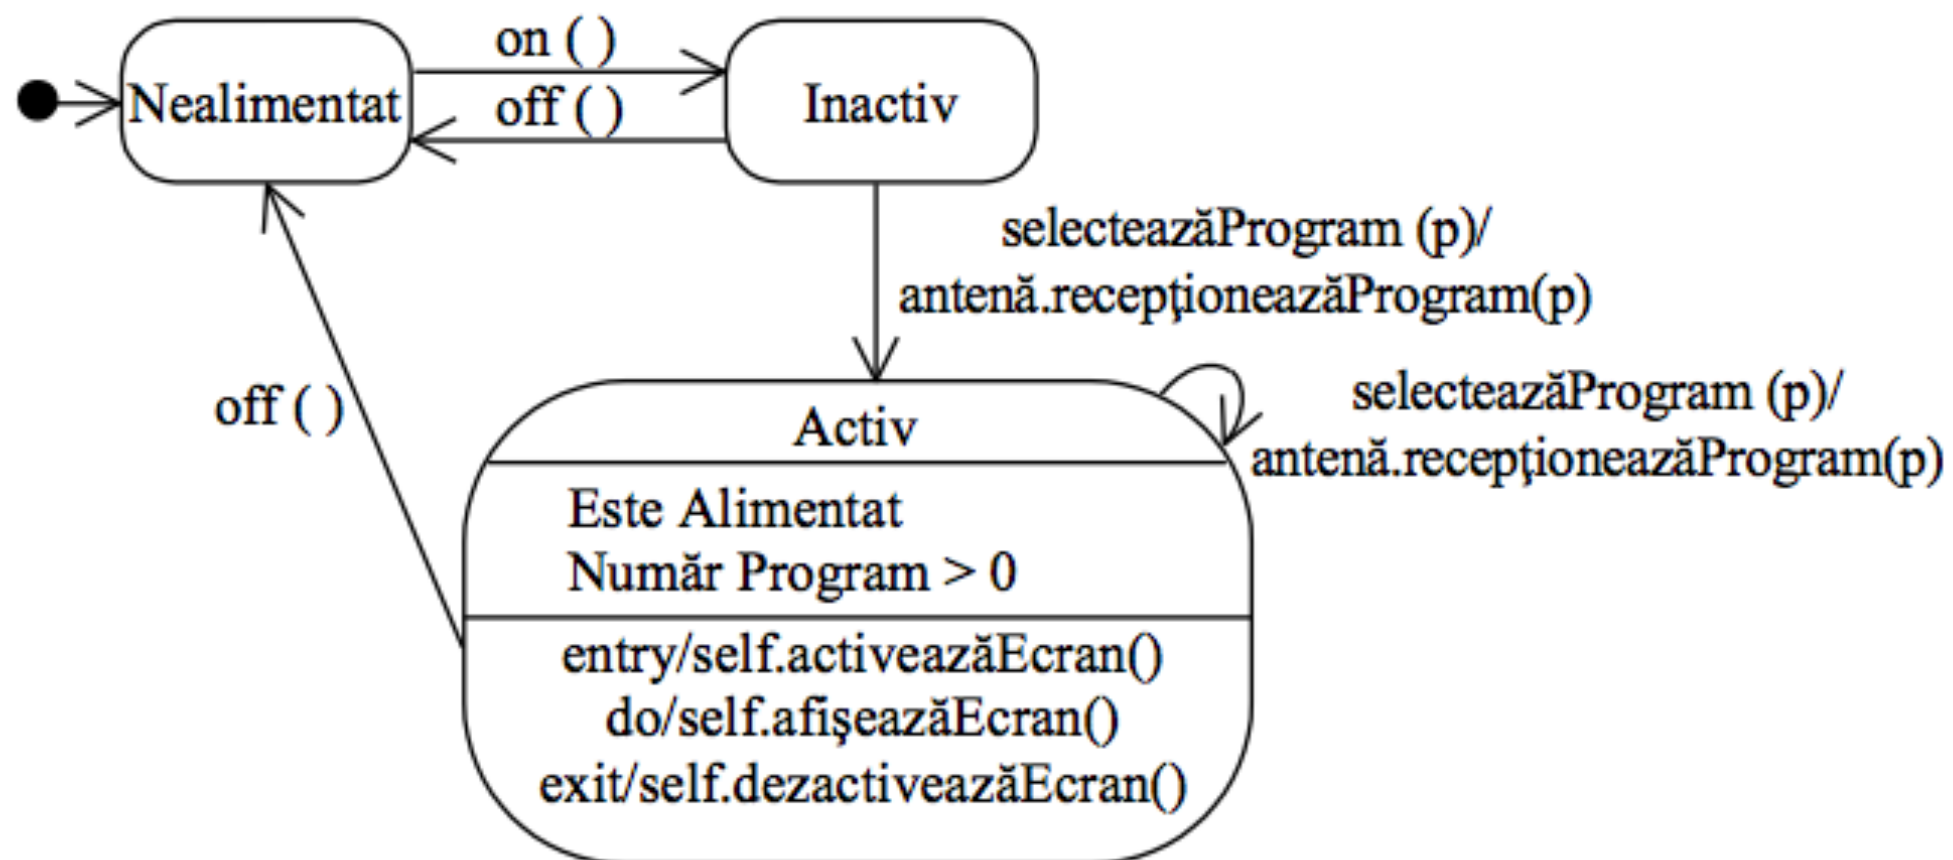 on ( )
Nealimentat
off ( )
Inactiv
selecteazăProgram (p)/
antenă.recepţioneazăProgram(p)
off ( )
Activ
selecteazăProgram (p)/
antenă.recepţioneazăProgram(p)
Este Alimentat
Număr Program > 0
entry/self.activeazăEcran()
do/self.afişeazăEcran()
exit/self.dezactiveazăEcran()